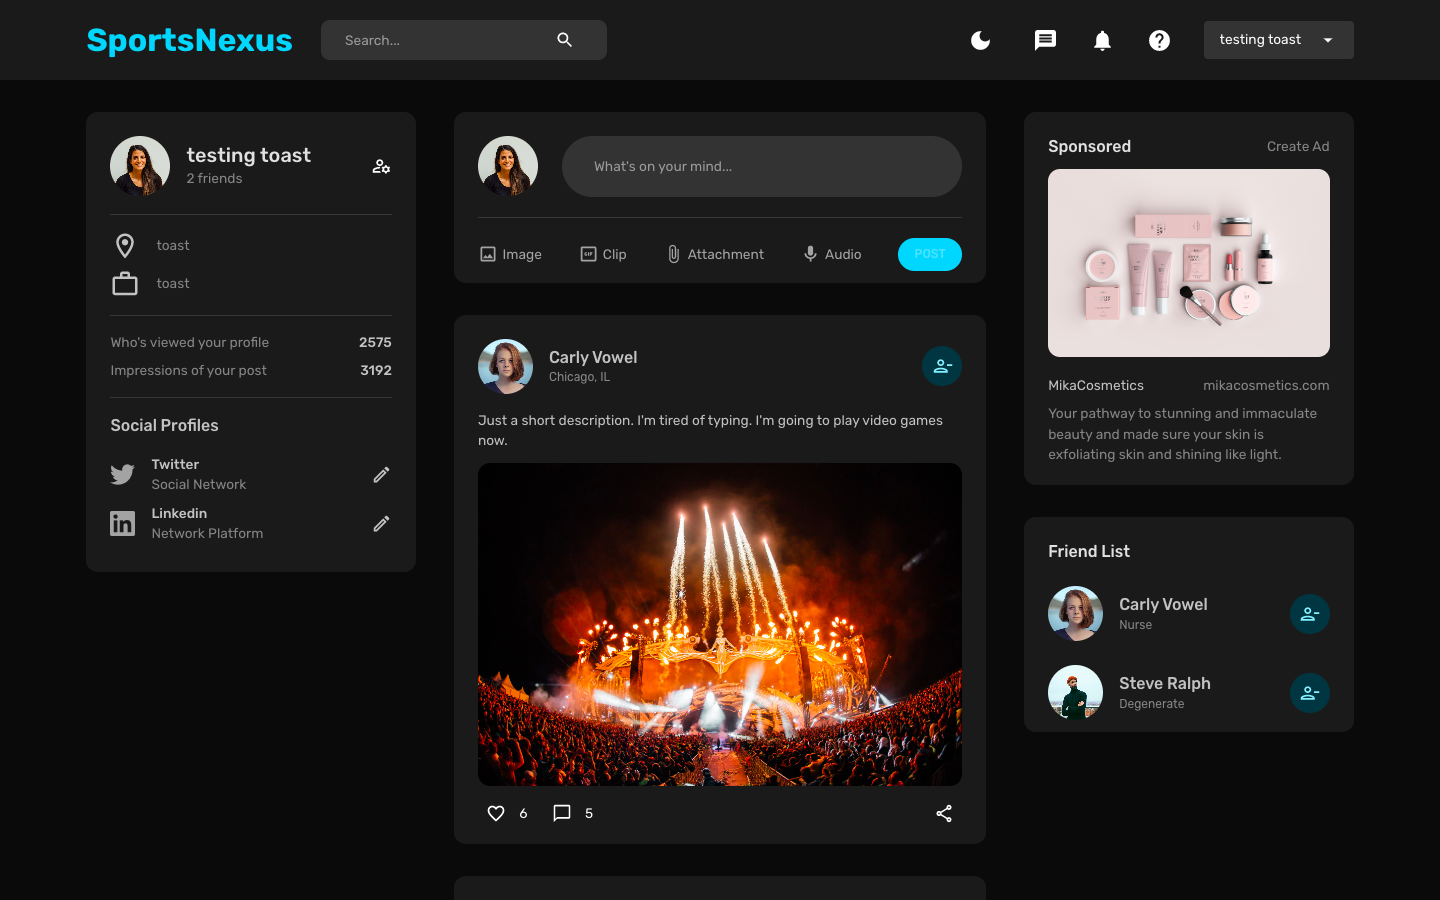 SportsNexus
Search...
testing toast
testing toast
2 friends
toast
toast
Who's viewed your profile 2575
Impressions of your post 3192
Social Profiles
Twitter
Social Network
Linkedin
Network Platform
What's on your mind...
Image
GIF
Clip
Attachment
Audio
POST
Carly Vowel
Chicago, IL
Just a short description. I'm tired of typing. I'm going to play video games
now.
6
5
Sponsored
Create Ad
MikaCosmetics
mikacosmetics.com
Your pathway to stunning and immaculate
beauty and made sure your skin is
exfoliating skin and shining like light.
Friend List
Carly Vowel
Nurse
Steve Ralph
Degenerate